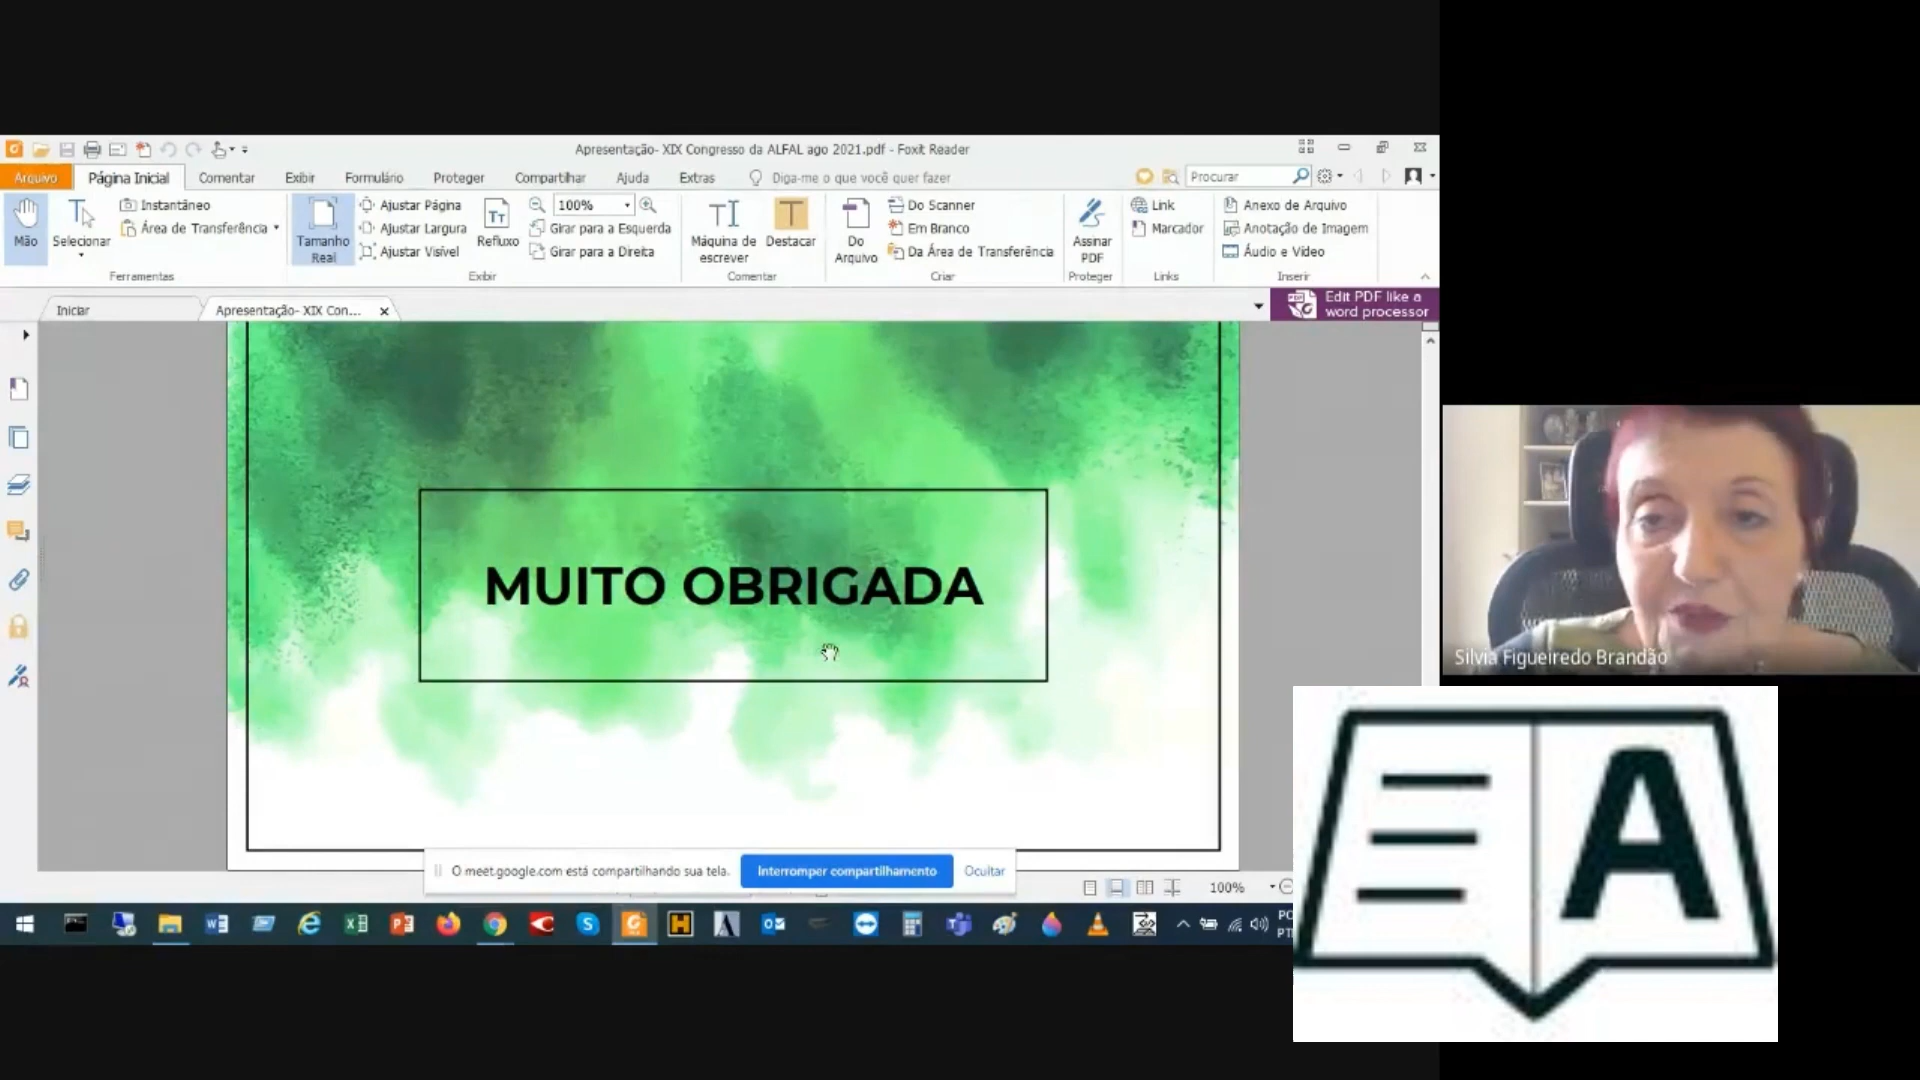 Apresentação- XIX Congresso da ALFAL ago 2021.pdf - Foxit Reader
Arquivo Página Inicial Comentar Exibir Formulário Proteger Compartilhar Ajuda Extras Diga-me o que você quer fazer Procurar
Mão
Selecionar
Instantâneo
Área de Transferência
Ferramentas
Tamanho
Real
Ajustar Página
Ajustar Largura
Ajustar Visível
Refluxo
100%
Girar para a Esquerda
Girar para a Direita
Exibir
Máquina de
escrever
Destacar
Comentar
Do
Arquivo
Do Scanner
Em Branco
Da Área de Transferência
Criar
Assinar
PDF
Proteger
Link
Marcador
Links
Anexo de Arquivo
Anotação de Imagem
Áudio e Vídeo
Inserir
Iniciar
Apresentação- XIX Con...
Edit PDF like a
word processor
MUITO OBRIGADA
Silvia Figueiredo Brandão
A
O meet.google.com está compartilhando sua tela. Interromper compartilhamento Ocultar
100%